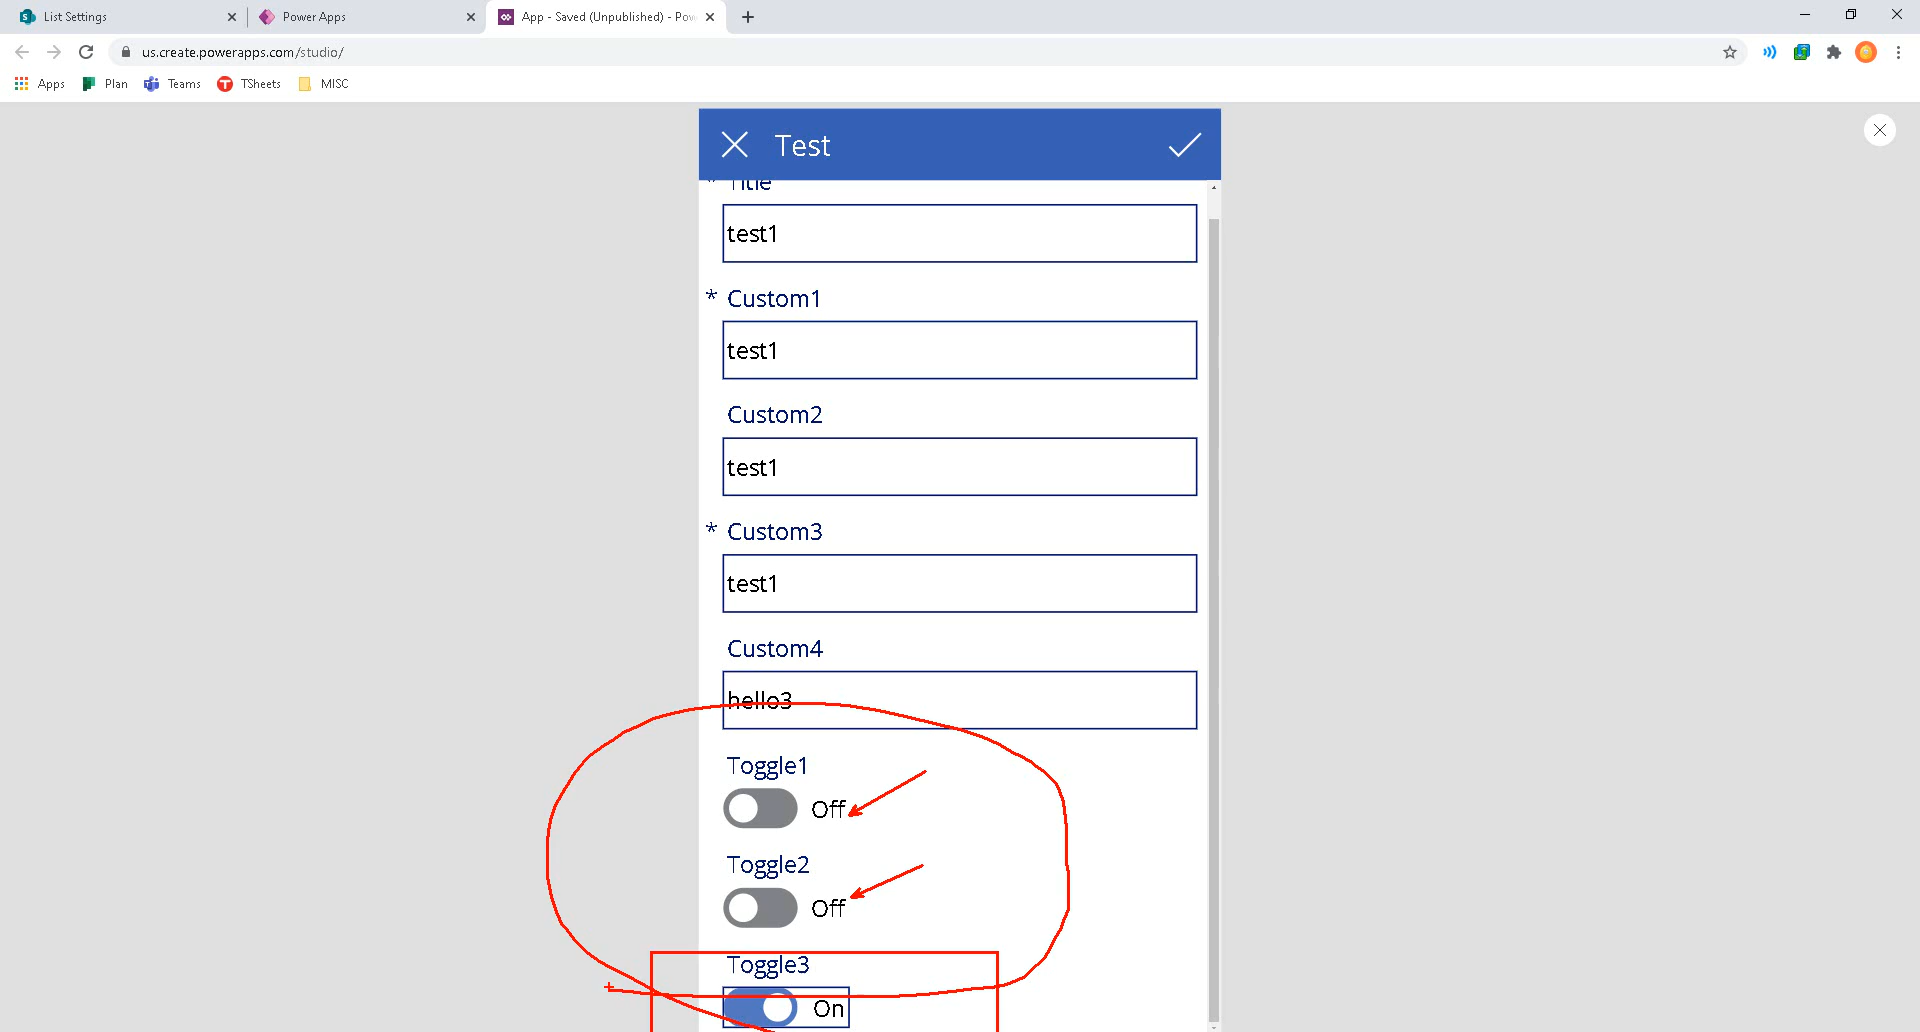 List Settings
Power Apps
App - Saved (Unpublished) - Pow
us.create.powerapps.com/studio/
Apps
Plan
Teams
TSheets
MISC
Test
* Title
test1
* Custom1
test1
Custom2
test1
* Custom3
test1
Custom4
hello3
Toggle1
Off
Toggle2
Off
Toggle3
On